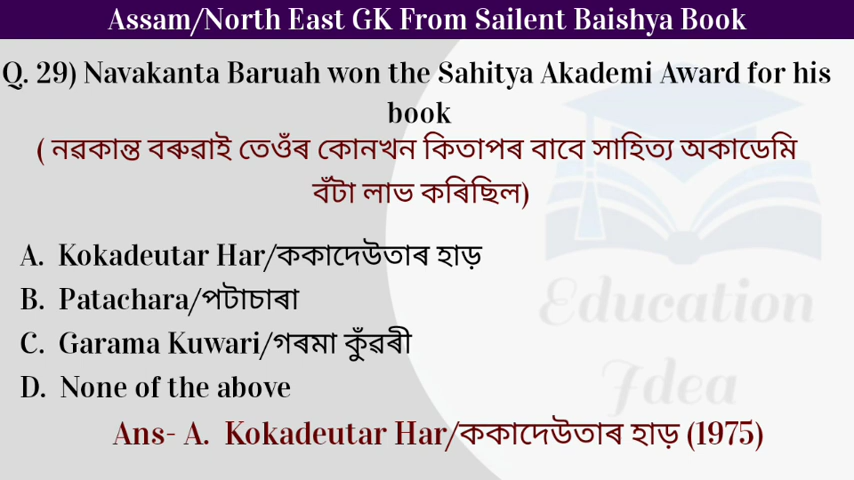 Assam/North East GK From Sailent Baishya Book
Q. 29) Navakanta Baruah won the Sahitya Akademi Award for his
book
( নৱকান্ত বৰুৱাই তেওঁৰ কোনখন কিতাপৰ বাবে সাহিত্য অকাডেমি
বঁটা লাভ কৰিছিল)
A. Kokadeutar Har/ককাদেউতাৰ হাড়
B. Patachara/পটাচাৰা
C. Garama Kuwari/গৰমা কুঁৱৰী
D. None of the above
Education
Idea
Ans- A. Kokadeutar Har/ককাদেউতাৰ হাড় (1975)